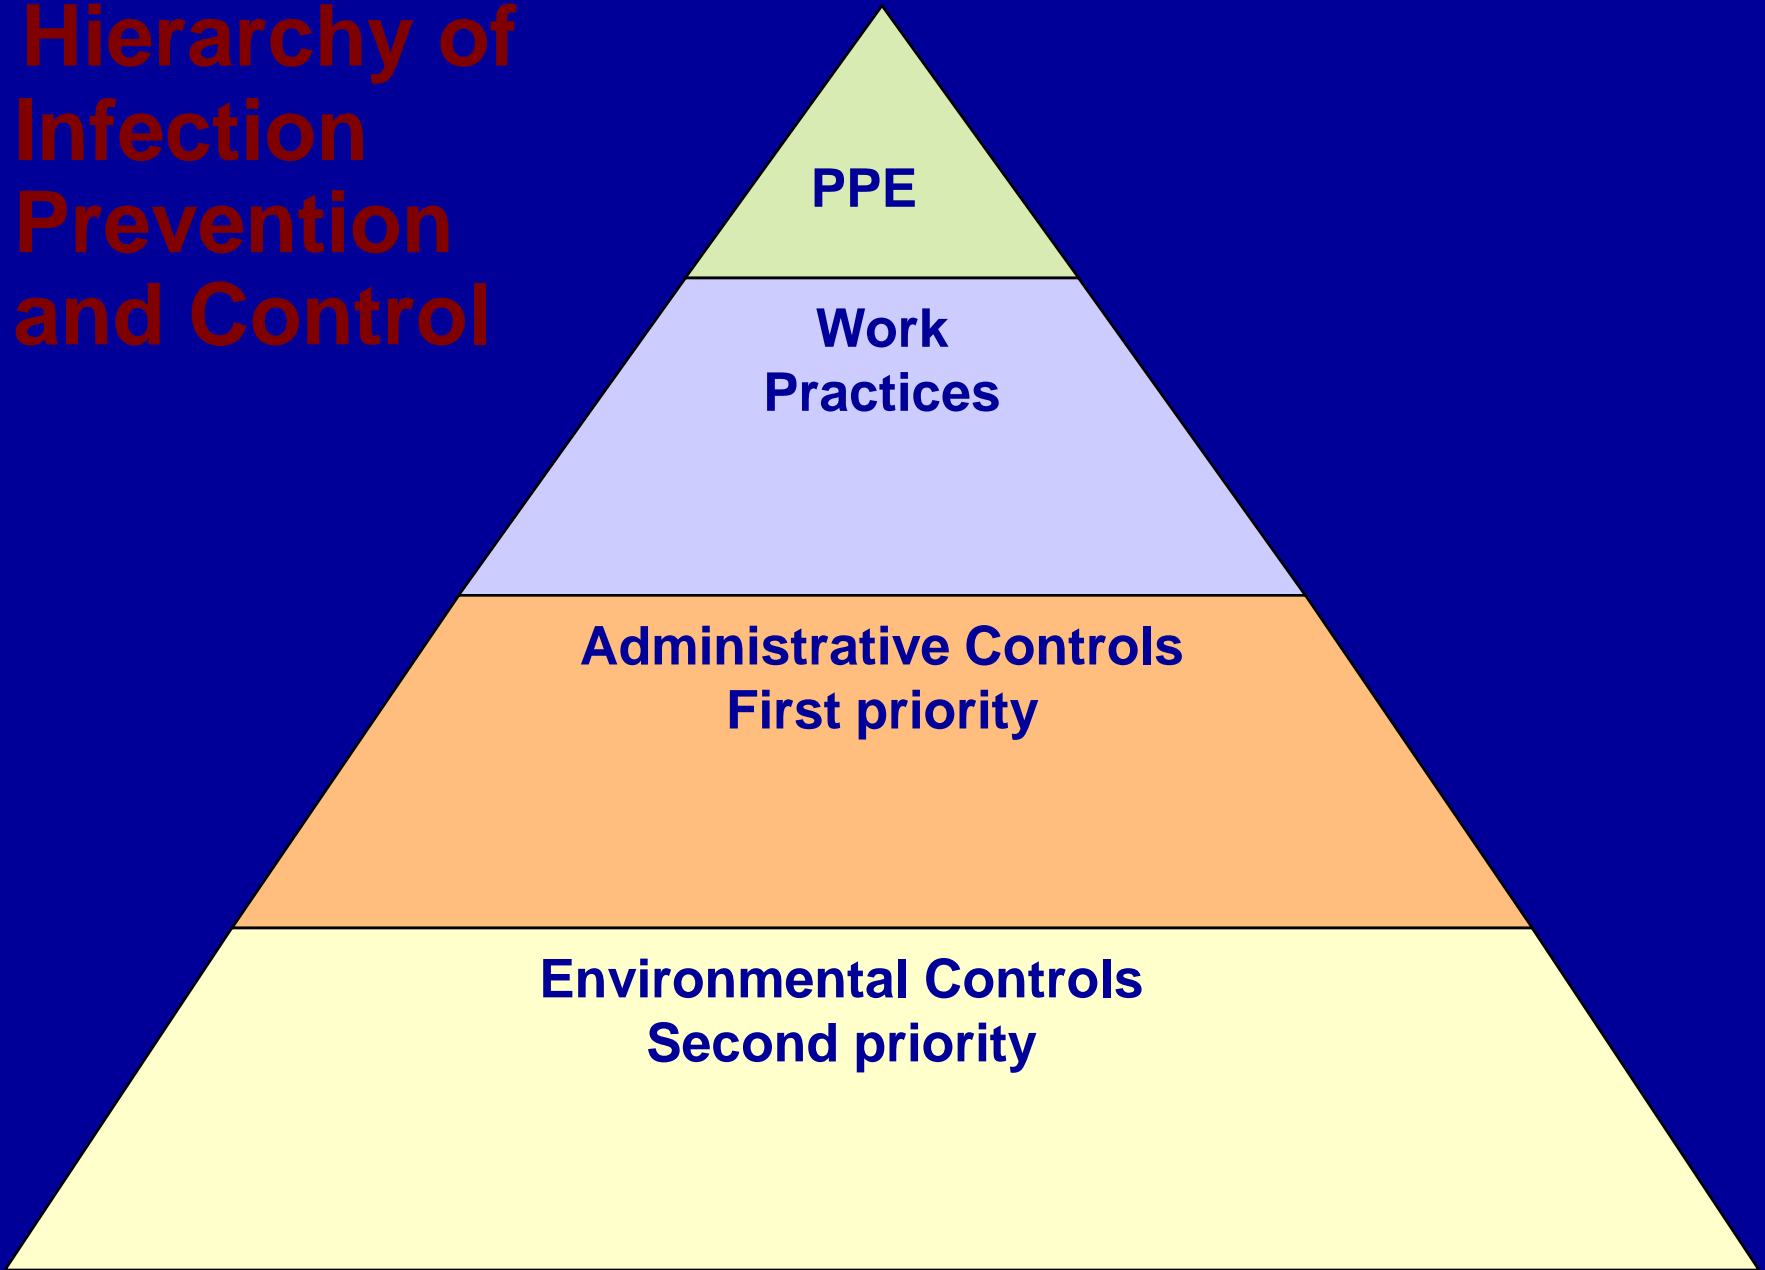 Hierarchy of
Infection
Prevention
and Control
PPE
Work
Practices
Administrative Controls
First priority
Environmental Controls
Second priority